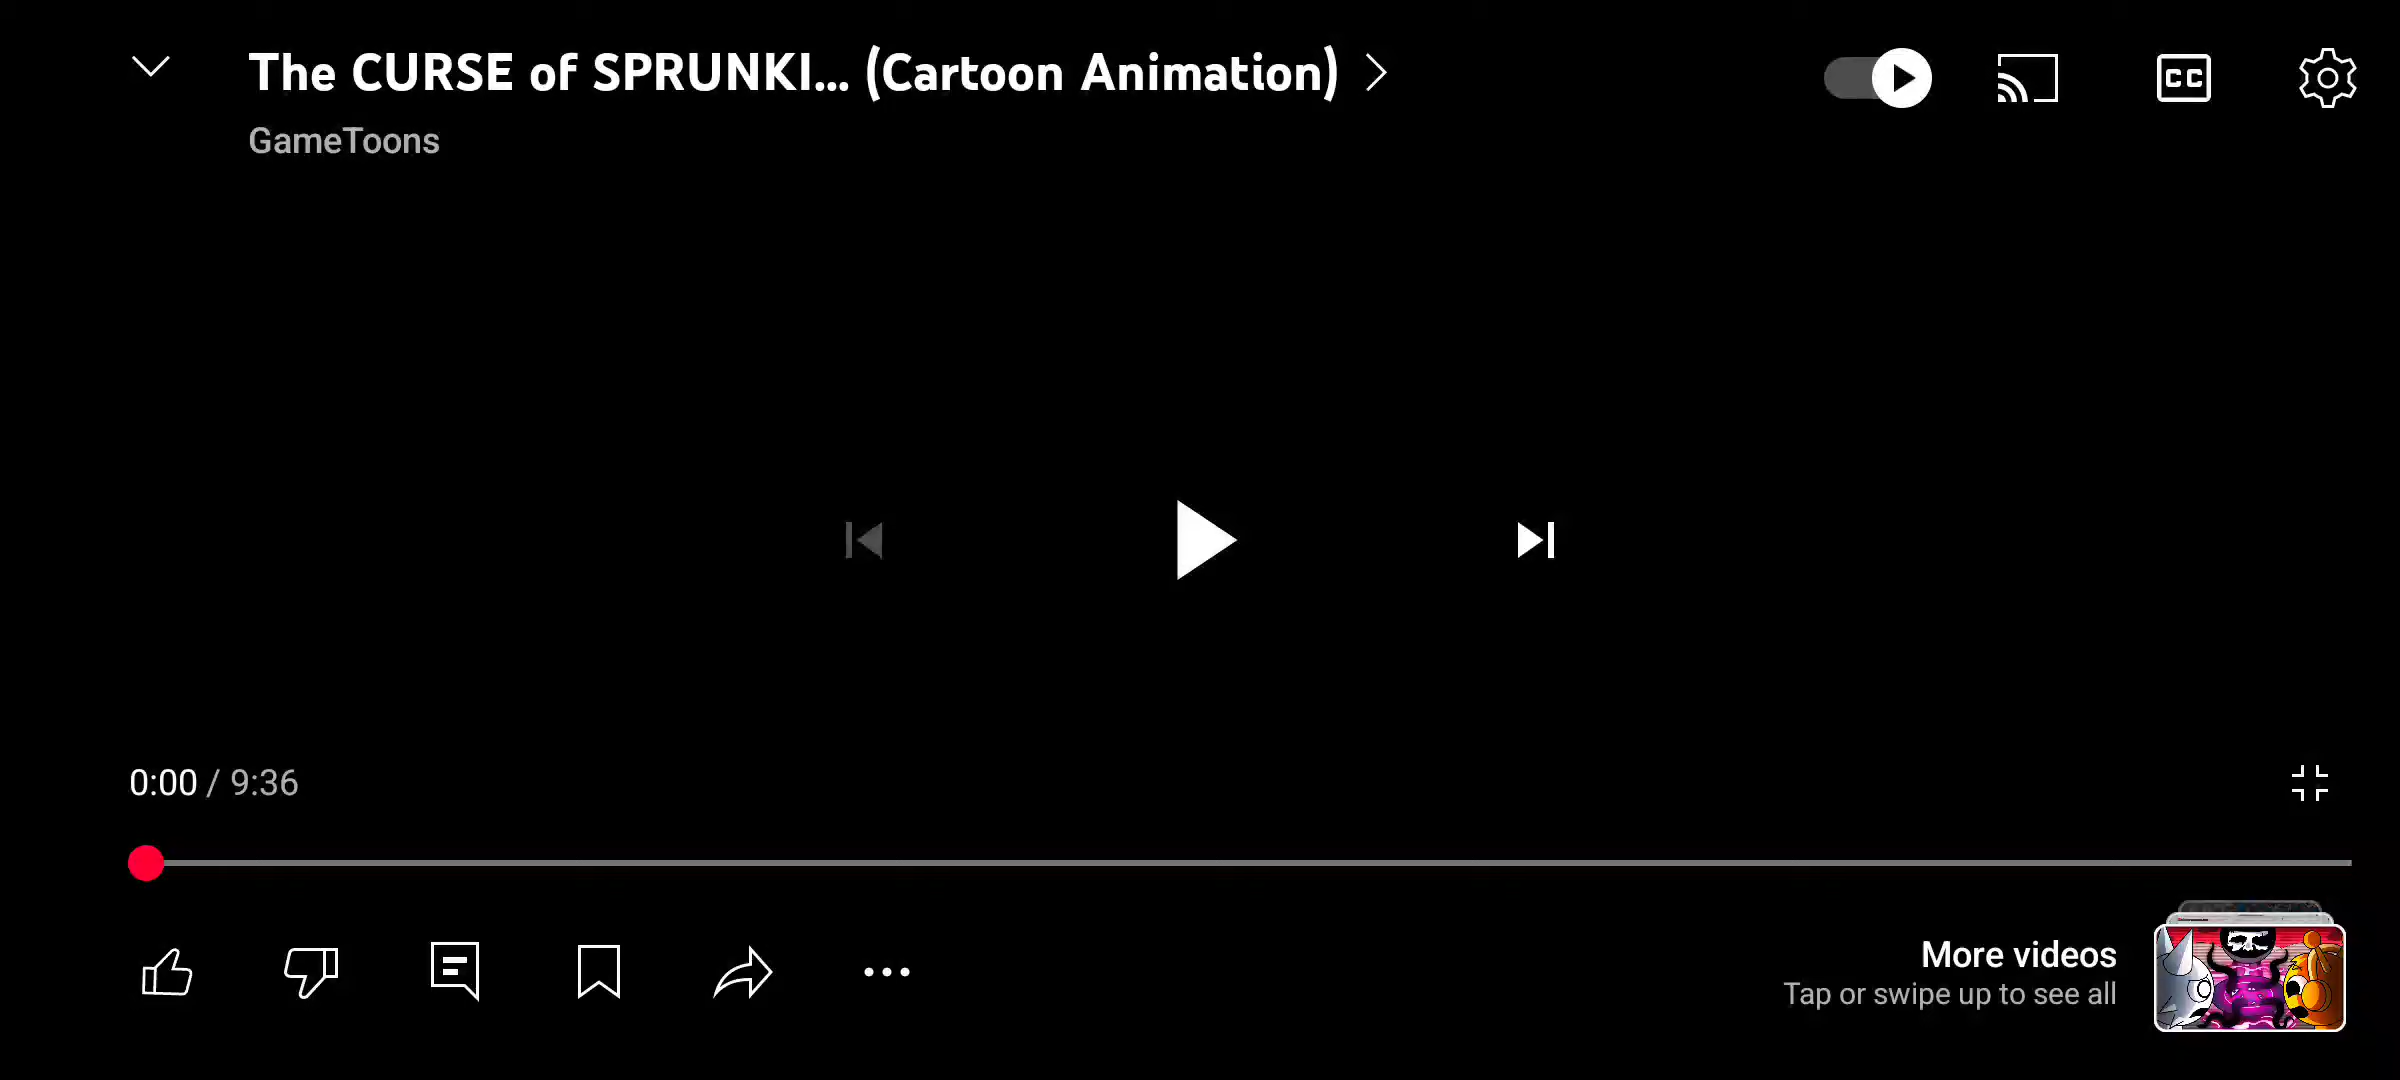 The CURSE of SPRUNKI... (Cartoon Animation)
GameToons
CC
0:00 / 9:36
More videos
Tap or swipe up to see all